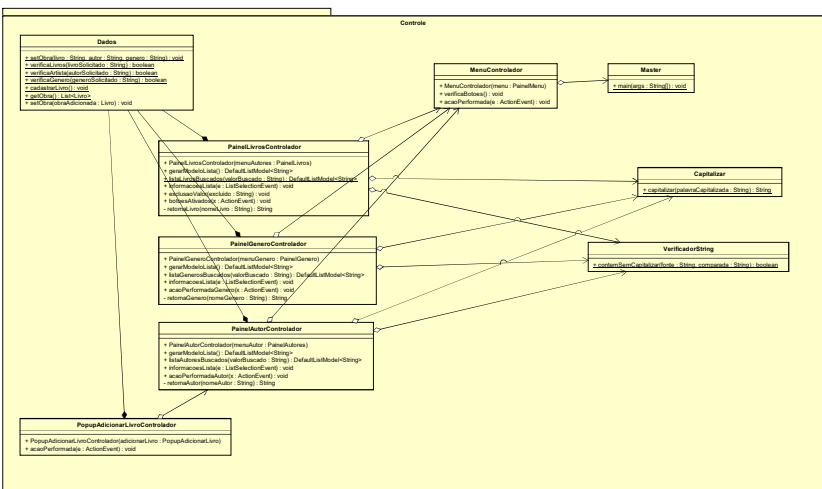 Controle
Dados
+ setObra(livro : String, autor : String, genero : String) : void
+ verificaLivros(livroSolicitado : String) : boolean
+ verificaArtista(autorSolicitado : String) : boolean
+ verificaGenero(generoSolicitado : String) : boolean
+ cadastrarLivro() : void
+ getObra() : List<Livro>
+ setObra(obraAdicionada : Livro) : void
MenuControlador
+ MenuControlador(menu : PainelMenu)
+ verificaBotoes() : void
+ acaoPerformada(e : ActionEvent) : void
Master
+ main(args : String[]) : void
PainelLivrosControlador
+ PainelLivrosControlador(menuAutores : PainelLivros)
+ gerarModeloLista() : DefaultListModel<String>
+ listaLivrosBuscados(valorBuscado : String) : DefaultListModel<String>
+ informacoesLista(e : ListSelectionEvent) : void
+ exclusaoValor(excluido : String) : void
+ botoesAtivados(x : ActionEvent) : void
- retornaLivro(nomeLivro : String) : String
Capitalizar
+ capitalizar(palavraCapitalizada : String) : String
PainelGeneroControlador
+ PainelGeneroControlador(menuGenero : PainelGenero)
+ gerarModeloLista() : DefaultListModel<String>
+ listaGenerosBuscados(valorBuscado : String) : DefaultListModel<String>
+ informacoesLista(e : ListSelectionEvent) : void
+ acaoPerformadaGenero(x : ActionEvent) : void
- retornaGenero(nomeGenero : String) : String
VerificadorString
+ contemSemCapitalizar(fonte : String, comparada : String) : boolean
PainelAutorControlador
+ PainelAutorControlador(menuAutor : PainelAutores)
+ gerarModeloLista() : DefaultListModel<String>
+ listaAutoresBuscados(valorBuscado : String) : DefaultListModel<String>
+ informacoesLista(e : ListSelectionEvent) : void
+ acaoPerformadaAutor(x : ActionEvent) : void
- retornaAutor(nomeAutor : String) : String
PopupAdicionarLivroControlador
+ PopupAdicionarLivroControlador(adicionarLivro : PopupAdicionarLivro)
+ acaoPerformada(e : ActionEvent) : void